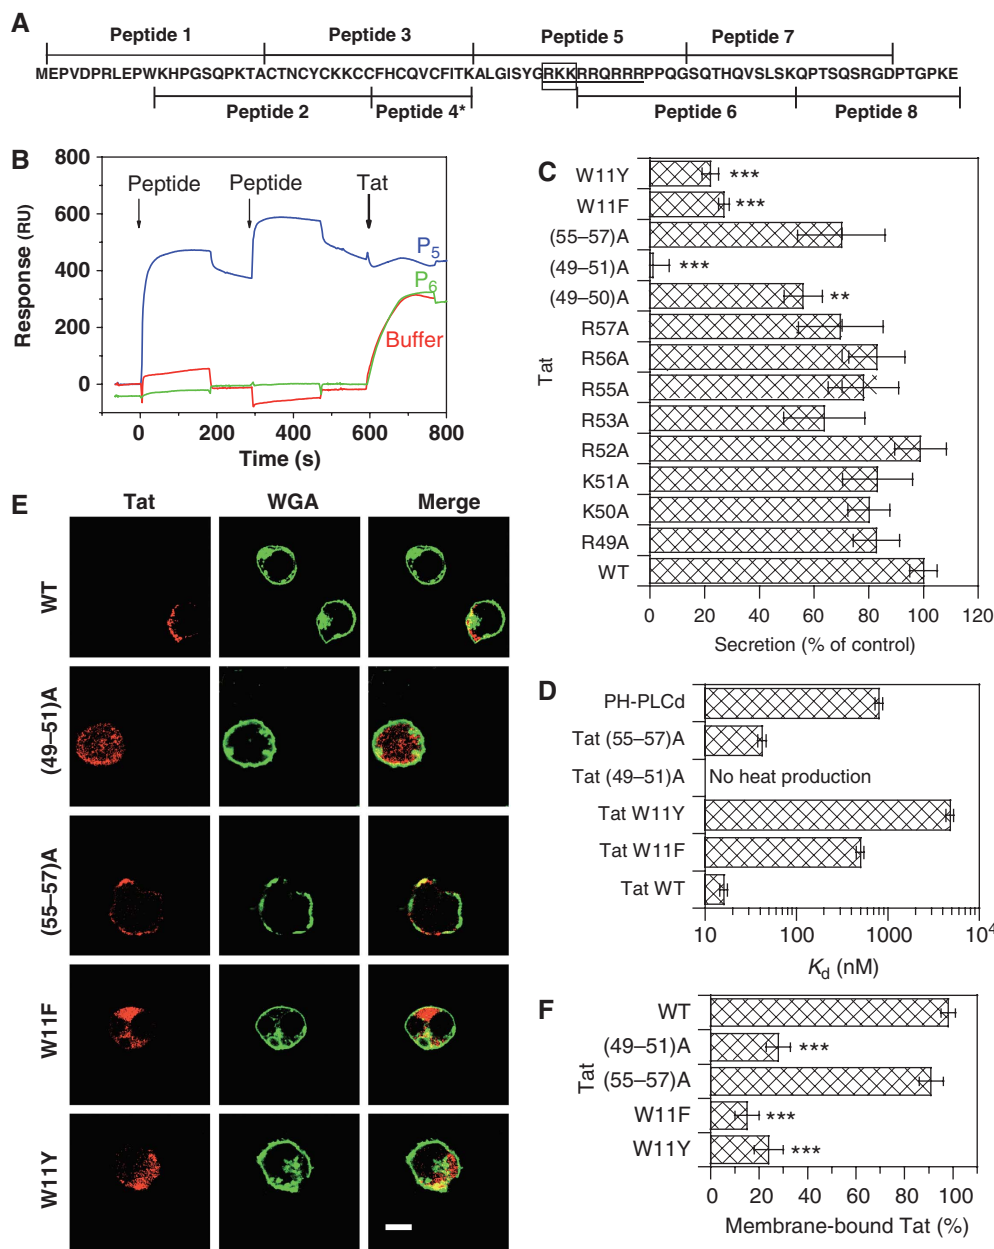 A
Peptide 1 Peptide 3 Peptide 5 Peptide 7
MEPVDPRLEPWKHPGSQPKTACTNCYCKKCCFHCQVCFITKALGISYGRKKRRQRRRPPQGSQTHQVSLSKQPTSQSRGDPTGPKE
Peptide 2 Peptide 4* Peptide 6 Peptide 8
B
800
600
400
200
0
Response (RU)
Peptide Peptide Tat
P5
P6
Buffer
0 200 400 600 800
Time (s)
C
Tat
W11Y ***
W11F ***
(55–57)A
(49–51)A ***
(49–50)A **
R57A
R56A
R55A
R53A
R52A
K51A
K50A
R49A
WT
0 20 40 60 80 100 120
Secretion (% of control)
D
PH-PLCd
Tat (55–57)A
Tat (49–51)A No heat production
Tat W11Y
Tat W11F
Tat WT
10 100 1000 10⁴
Kd (nM)
E
Tat WGA Merge
WT
(49–51)A
(55–57)A
W11F
W11Y
F
Tat
WT
(49–51)A ***
(55–57)A
W11F ***
W11Y ***
0 20 40 60 80 100
Membrane-bound Tat (%)